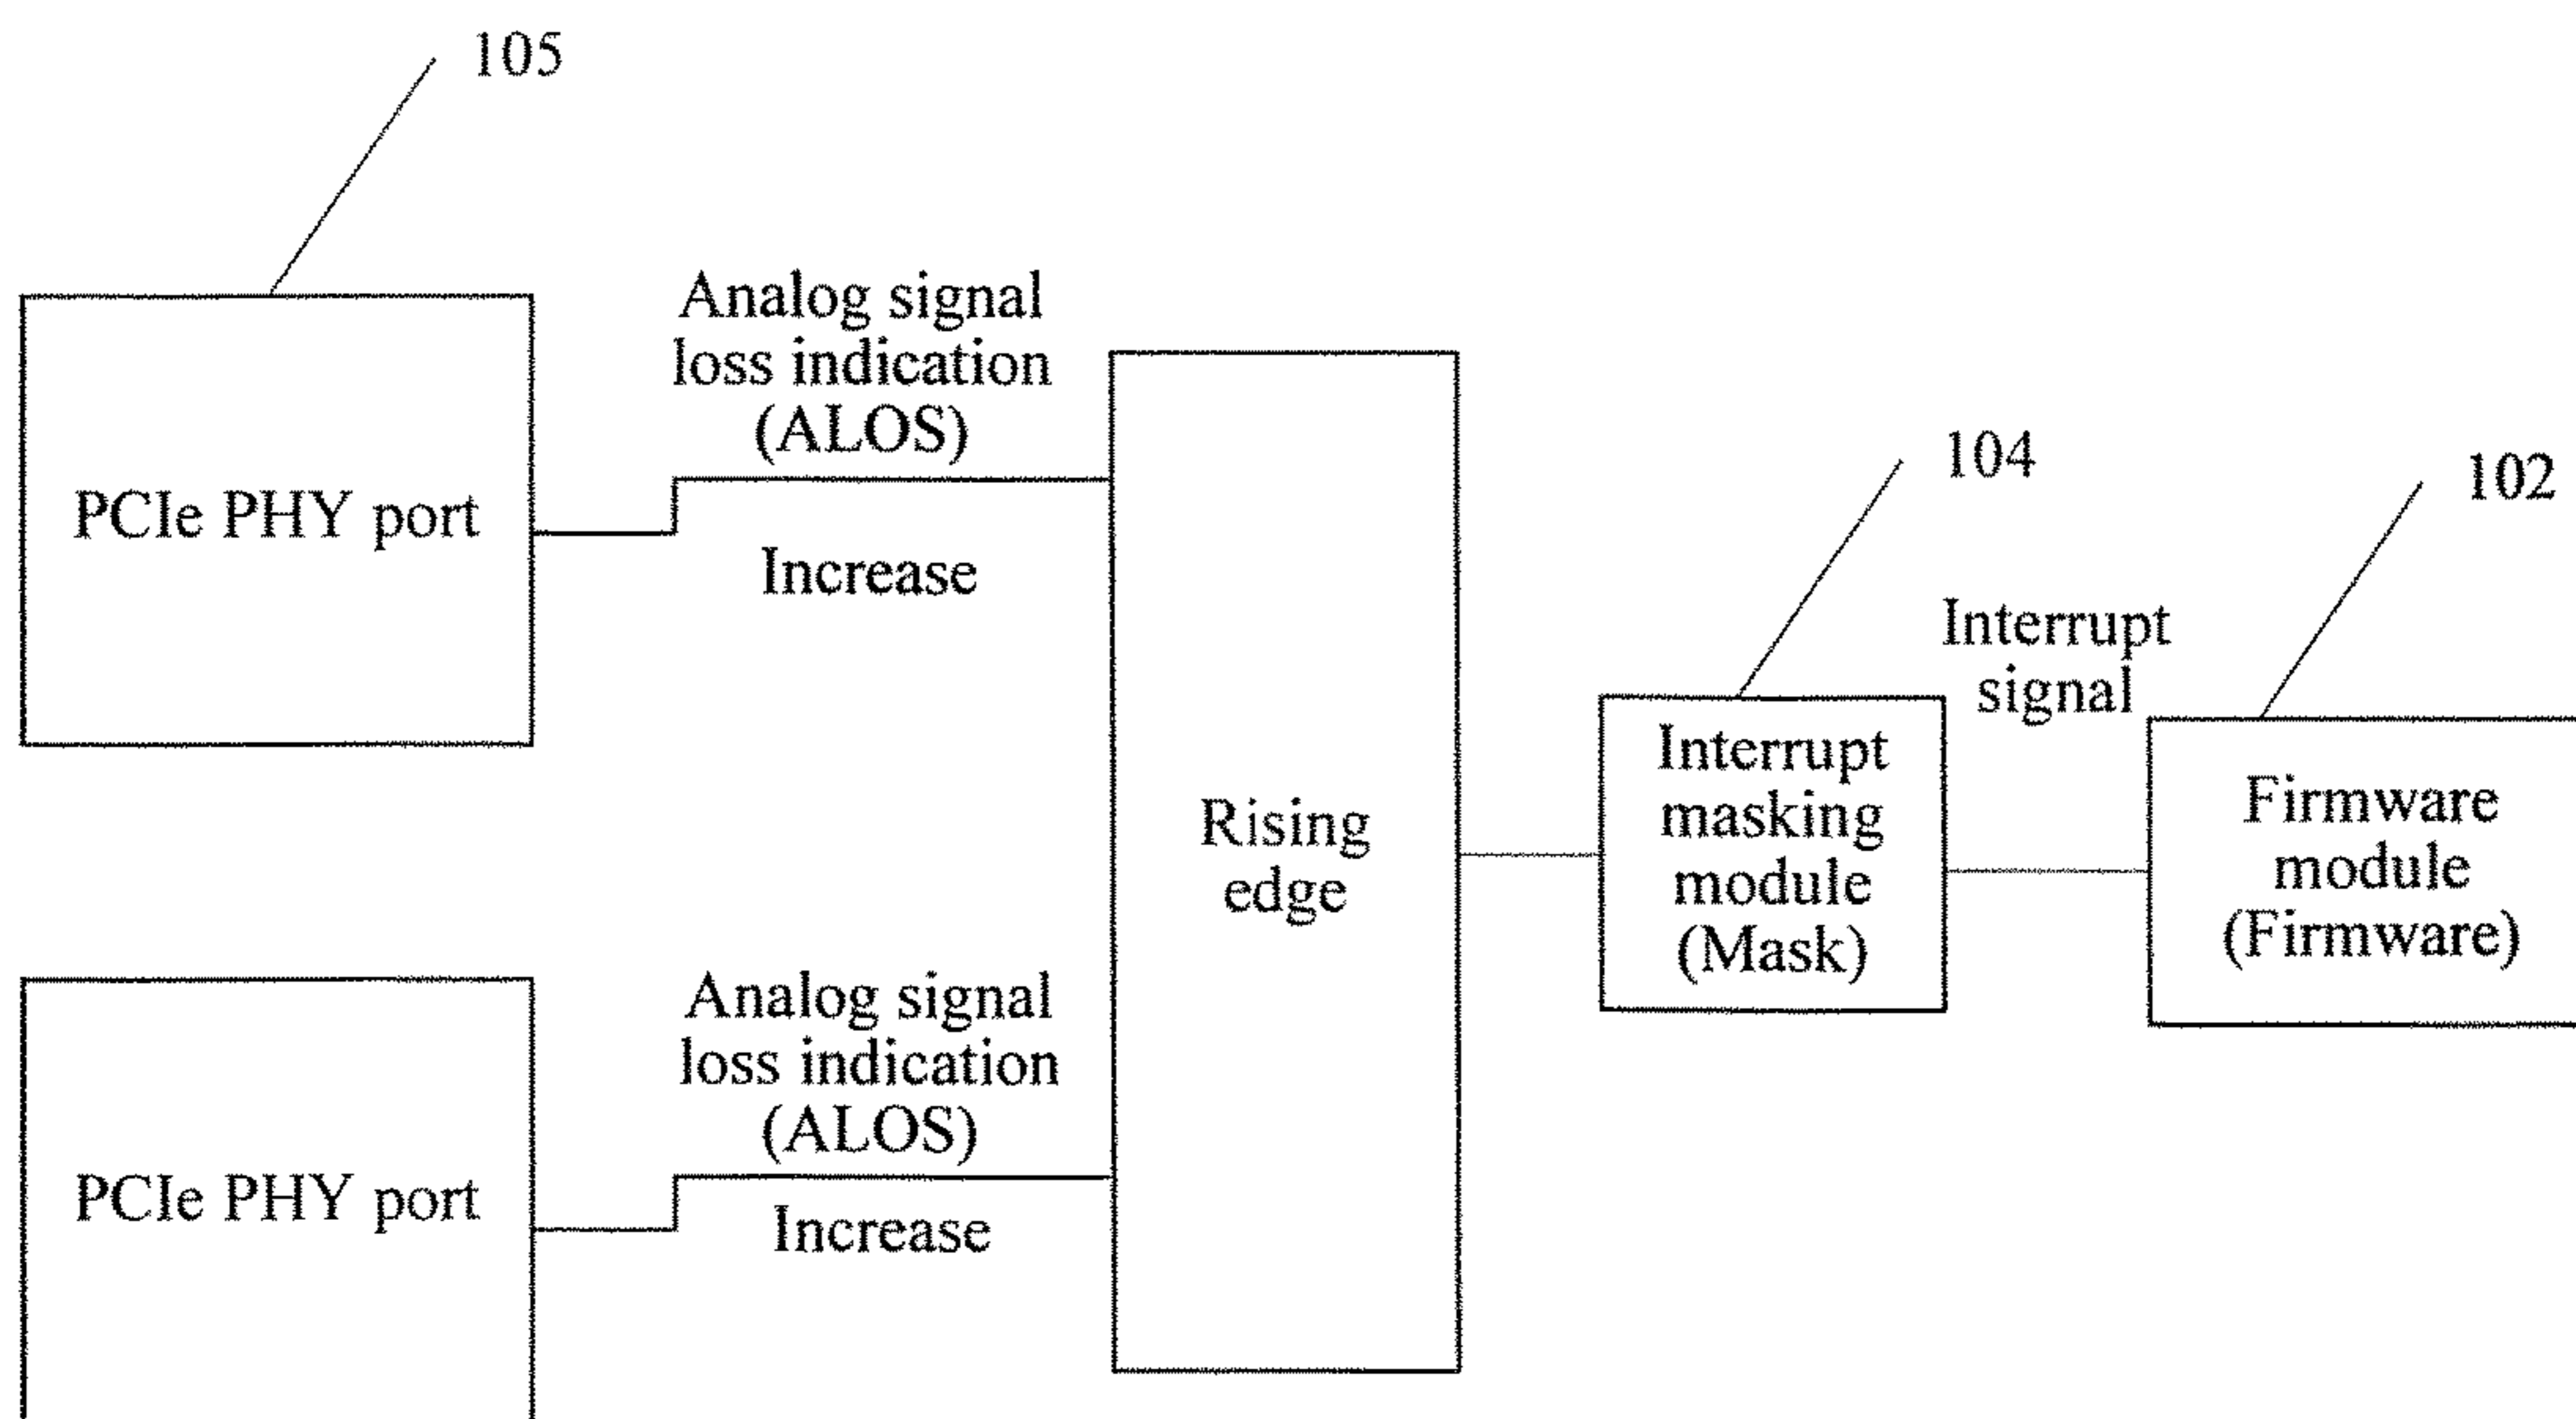 105
Analog signal
loss indication
(ALOS)
PCIe PHY port
Increase
104
102
Interrupt
signal
Interrupt
masking
module
(Mask)
Firmware
module
(Firmware)
Rising
edge
Analog signal
loss indication
(ALOS)
PCIe PHY port
Increase